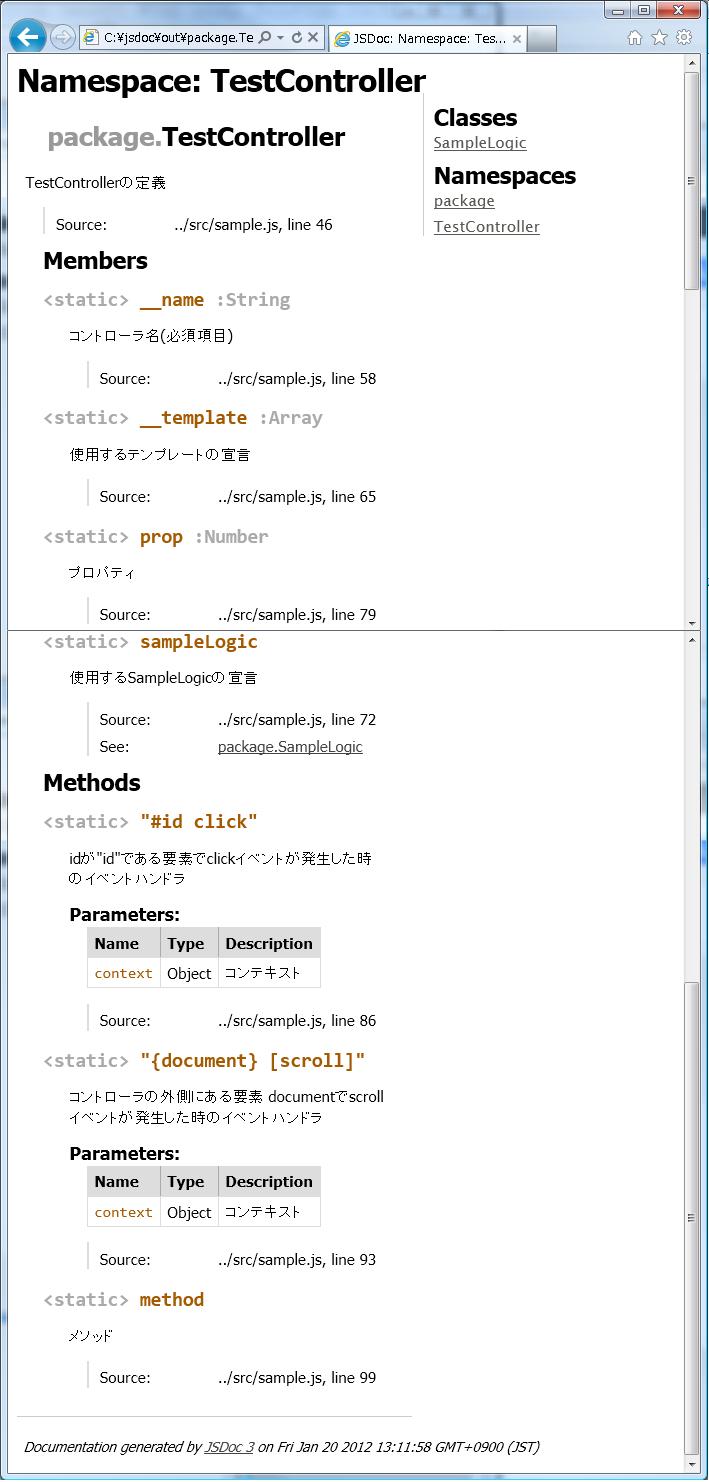 C:¥jsdoc¥out¥package.Te
JSDoc: Namespace: Tes...
Namespace: TestController
package.TestController
TestControllerの定義
Source: ../src/sample.js, line 46
Members
<static> __name :String
コントローラ名(必須項目)
Source: ../src/sample.js, line 58
<static> __template :Array
使用するテンプレートの宣言
Source: ../src/sample.js, line 65
<static> prop :Number
プロパティ
Source: ../src/sample.js, line 79
<static> sampleLogic
使用するSampleLogicの宣言
Source: ../src/sample.js, line 72
See: package.SampleLogic
Methods
<static> "#id click"
idが"id"である要素でclickイベントが発生した時
のイベントハンドラ
Parameters:
Name Type Description
context Object コンテキスト
Source: ../src/sample.js, line 86
<static> "{document} [scroll]"
コントローラの外側にある要素 documentでscroll
イベントが発生した時のイベントハンドラ
Parameters:
Name Type Description
context Object コンテキスト
Source: ../src/sample.js, line 93
<static> method
メソッド
Source: ../src/sample.js, line 99
Classes
SampleLogic
Namespaces
package
TestController
Documentation generated by JSDoc 3 on Fri Jan 20 2012 13:11:58 GMT+0900 (JST)